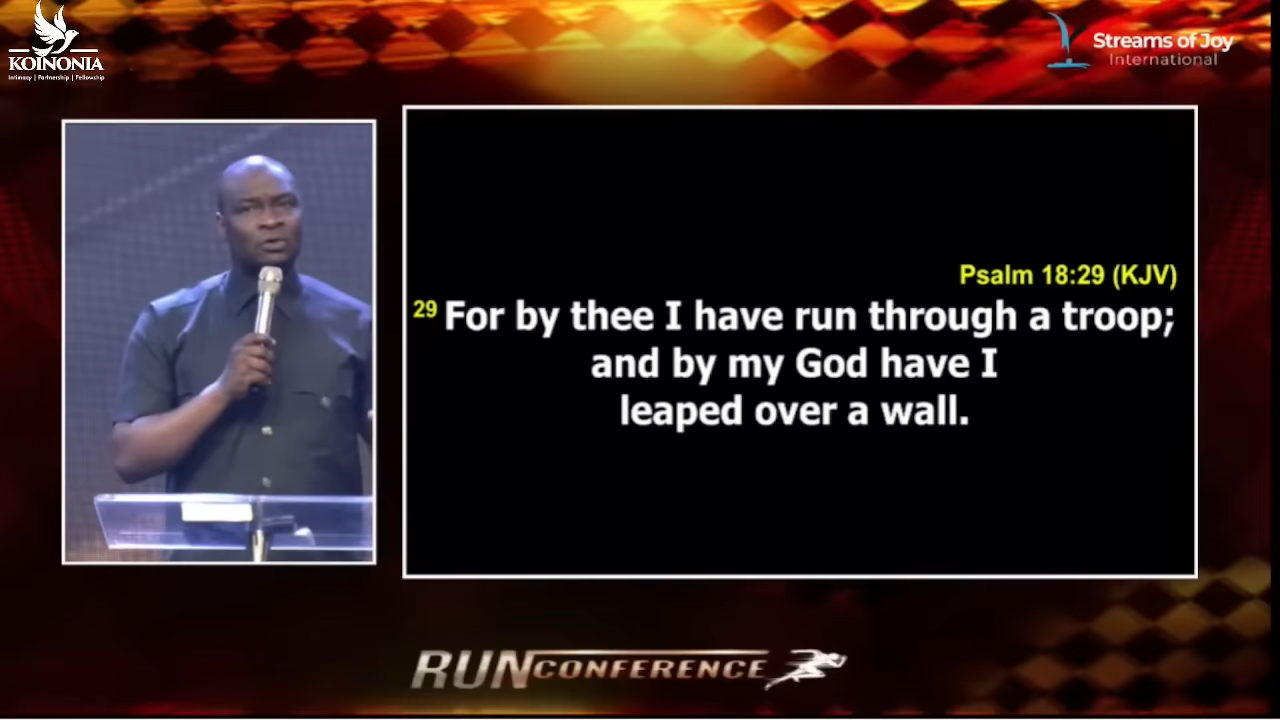 KOINONIA
Intimacy | Partnership | Fellowship
Streams of Joy
International
Psalm 18:29 (KJV)
29 For by thee I have run through a troop;
and by my God have I
leaped over a wall.
RUN CONFERENCE